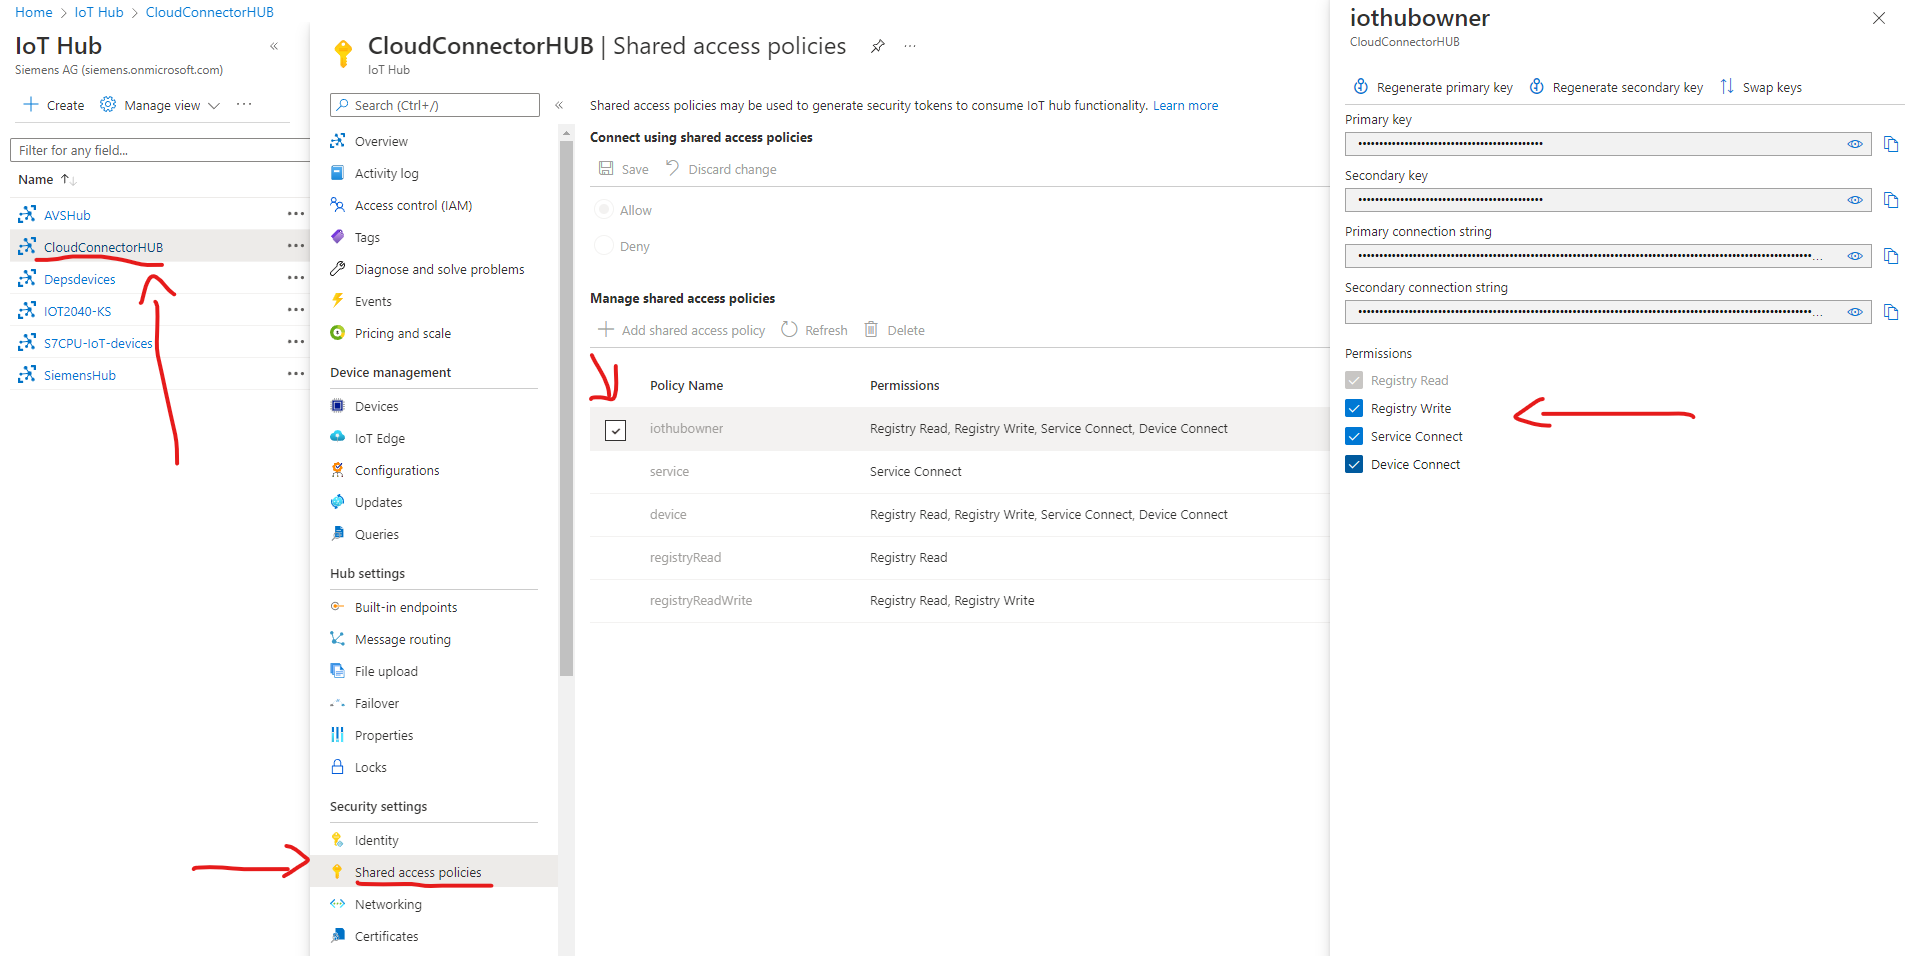 Home > IoT Hub > CloudConnectorHUB
IoT Hub
«
Siemens AG (siemens.onmicrosoft.com)
+ Create
Manage view
...
Filter for any field...
Name ↑↓
AVSHub
...
CloudConnectorHUB
...
Depsdevices
...
IOT2040-KS
...
S7CPU-IoT-devices
...
SiemensHub
...
CloudConnectorHUB | Shared access policies
...
IoT Hub
Search (Ctrl+/)
«
Overview
Activity log
Access control (IAM)
Tags
Diagnose and solve problems
Events
Pricing and scale
Device management
Devices
IoT Edge
Configurations
Updates
Queries
Hub settings
Built-in endpoints
Message routing
File upload
Failover
Properties
Locks
Security settings
Identity
Shared access policies
Networking
Certificates
Shared access policies may be used to generate security tokens to consume IoT hub functionality. Learn more
Connect using shared access policies
Save
Discard change
Allow
Deny
Manage shared access policies
+ Add shared access policy
Refresh
Delete
Policy Name
Permissions
iothubowner
Registry Read, Registry Write, Service Connect, Device Connect
service
Service Connect
device
Registry Read, Registry Write, Service Connect, Device Connect
registryRead
Registry Read
registryReadWrite
Registry Read, Registry Write
iothubowner
CloudConnectorHUB
Regenerate primary key
Regenerate secondary key
Swap keys
Primary key
Secondary key
Primary connection string
...
Secondary connection string
...
Permissions
Registry Read
Registry Write
Service Connect
Device Connect